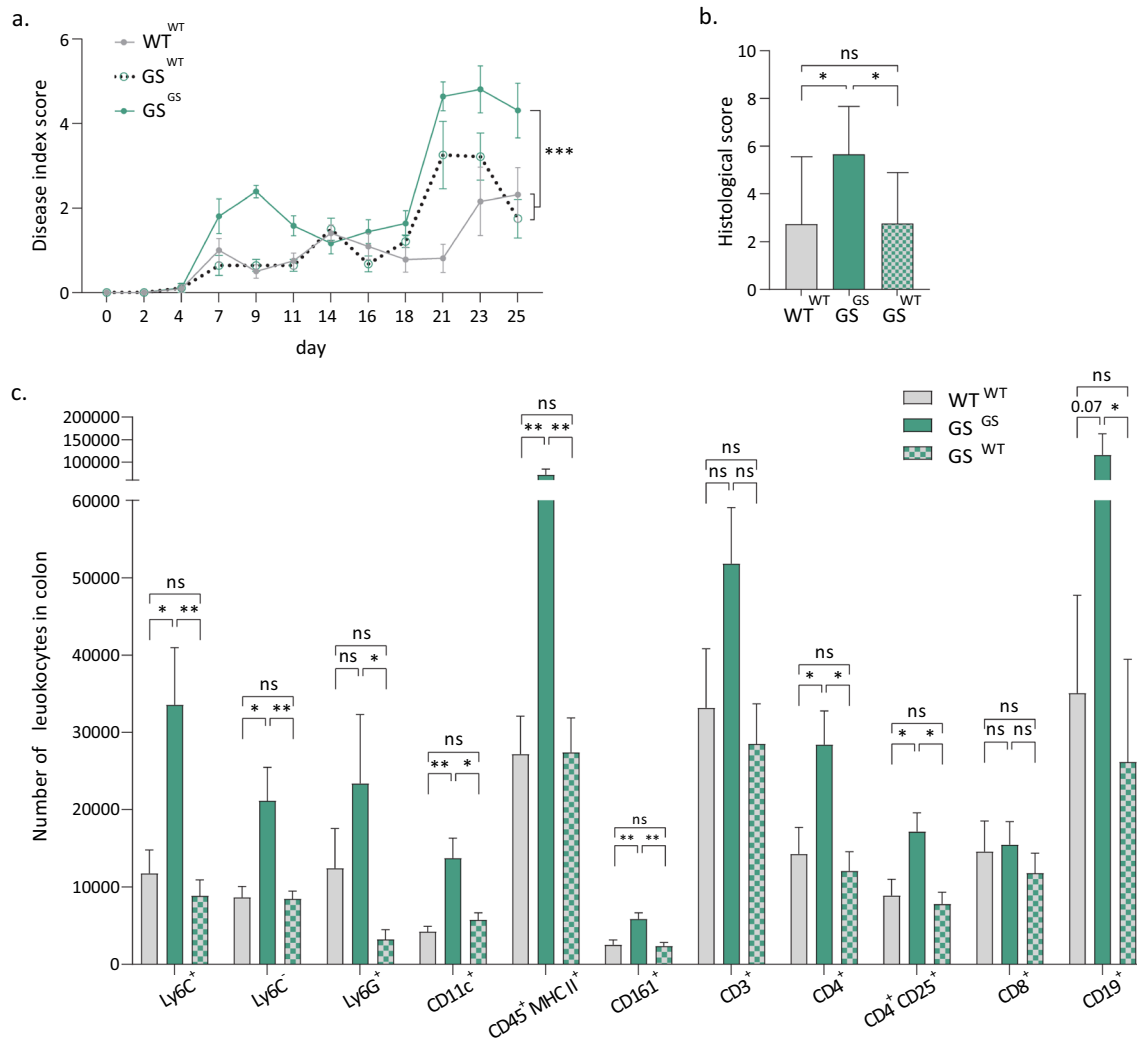 a.
Disease index score
6
4
2
0
WT^WT
GS^WT
GS^GS
***
0 2 4 7 9 11 14 16 18 21 23 25
day
b.
Histological score
10
8
6
4
2
0
ns
* *
WT^WT GS^GS GS^WT
c.
Number of leuokocytes in colon
200000
150000
100000
60000
50000
40000
30000
20000
10000
0
WT^WT
GS^GS
GS^WT
ns
* **
ns
* **
ns
ns *
ns
** *
ns
** **
ns
** **
ns
ns ns
ns
* *
ns
* *
ns
ns ns
ns
0.07 *
Ly6C^+ Ly6C^- Ly6G^+ CD11c^+ CD45^+ MHC II^+ CD161^+ CD3^+ CD4^+ CD4^+ CD25^+ CD8^+ CD19^+